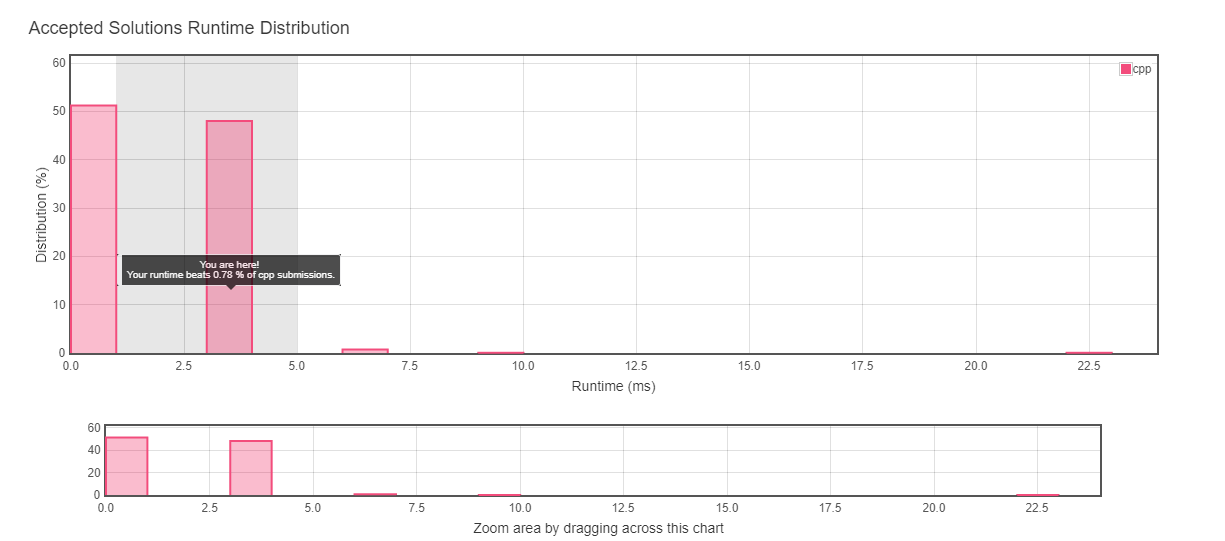 Accepted Solutions Runtime Distribution
60
50
40
30
20
10
0
Distribution (%)
cpp
You are here!
Your runtime beats 0.78 % of cpp submissions.
0.0 2.5 5.0 7.5 10.0 12.5 15.0 17.5 20.0 22.5
Runtime (ms)
60
40
20
0
0.0 2.5 5.0 7.5 10.0 12.5 15.0 17.5 20.0 22.5
Zoom area by dragging across this chart